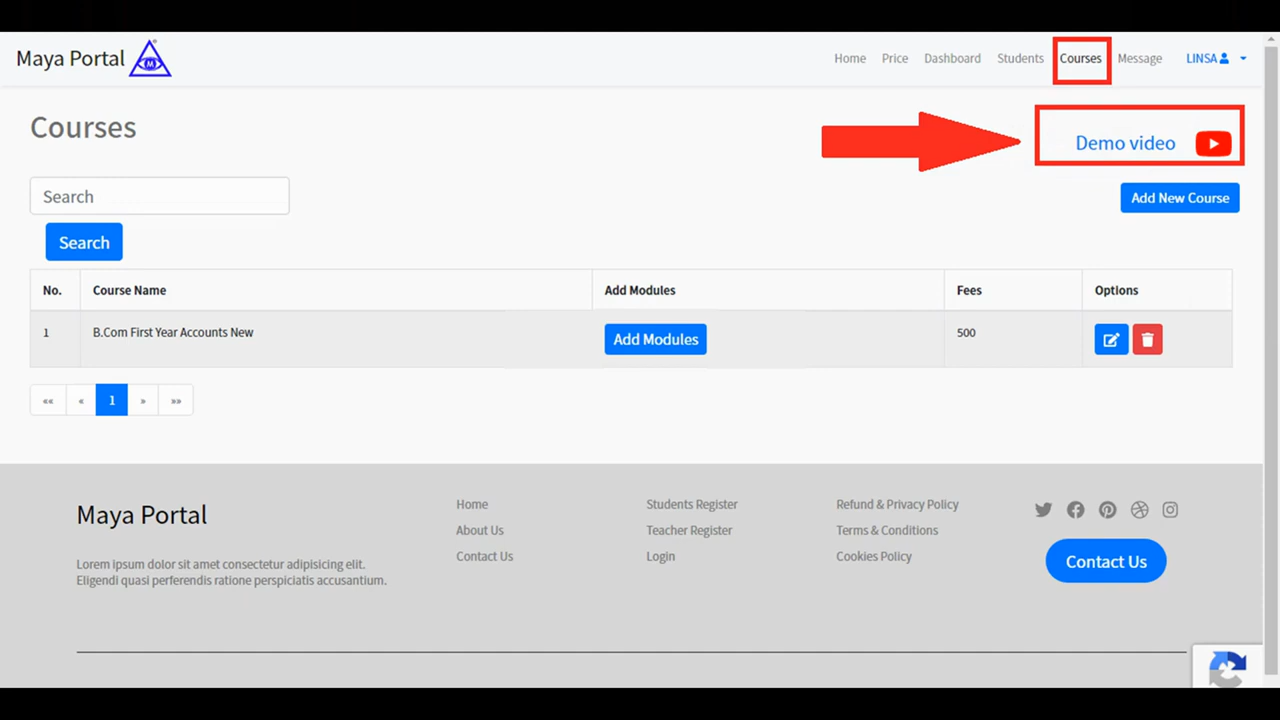 Maya Portal
Home Price Dashboard Students Courses Message LINSA
Courses
Demo video
Search
Add New Course
Search
No. Course Name Add Modules Fees Options
1 B.Com First Year Accounts New Add Modules 500
«« « 1 » »»
Maya Portal
Lorem ipsum dolor sit amet consectetur adipisicing elit.
Eligendi quasi perferendis ratione perspiciatis accusantium.
Home
About Us
Contact Us
Students Register
Teacher Register
Login
Refund & Privacy Policy
Terms & Conditions
Cookies Policy
Contact Us